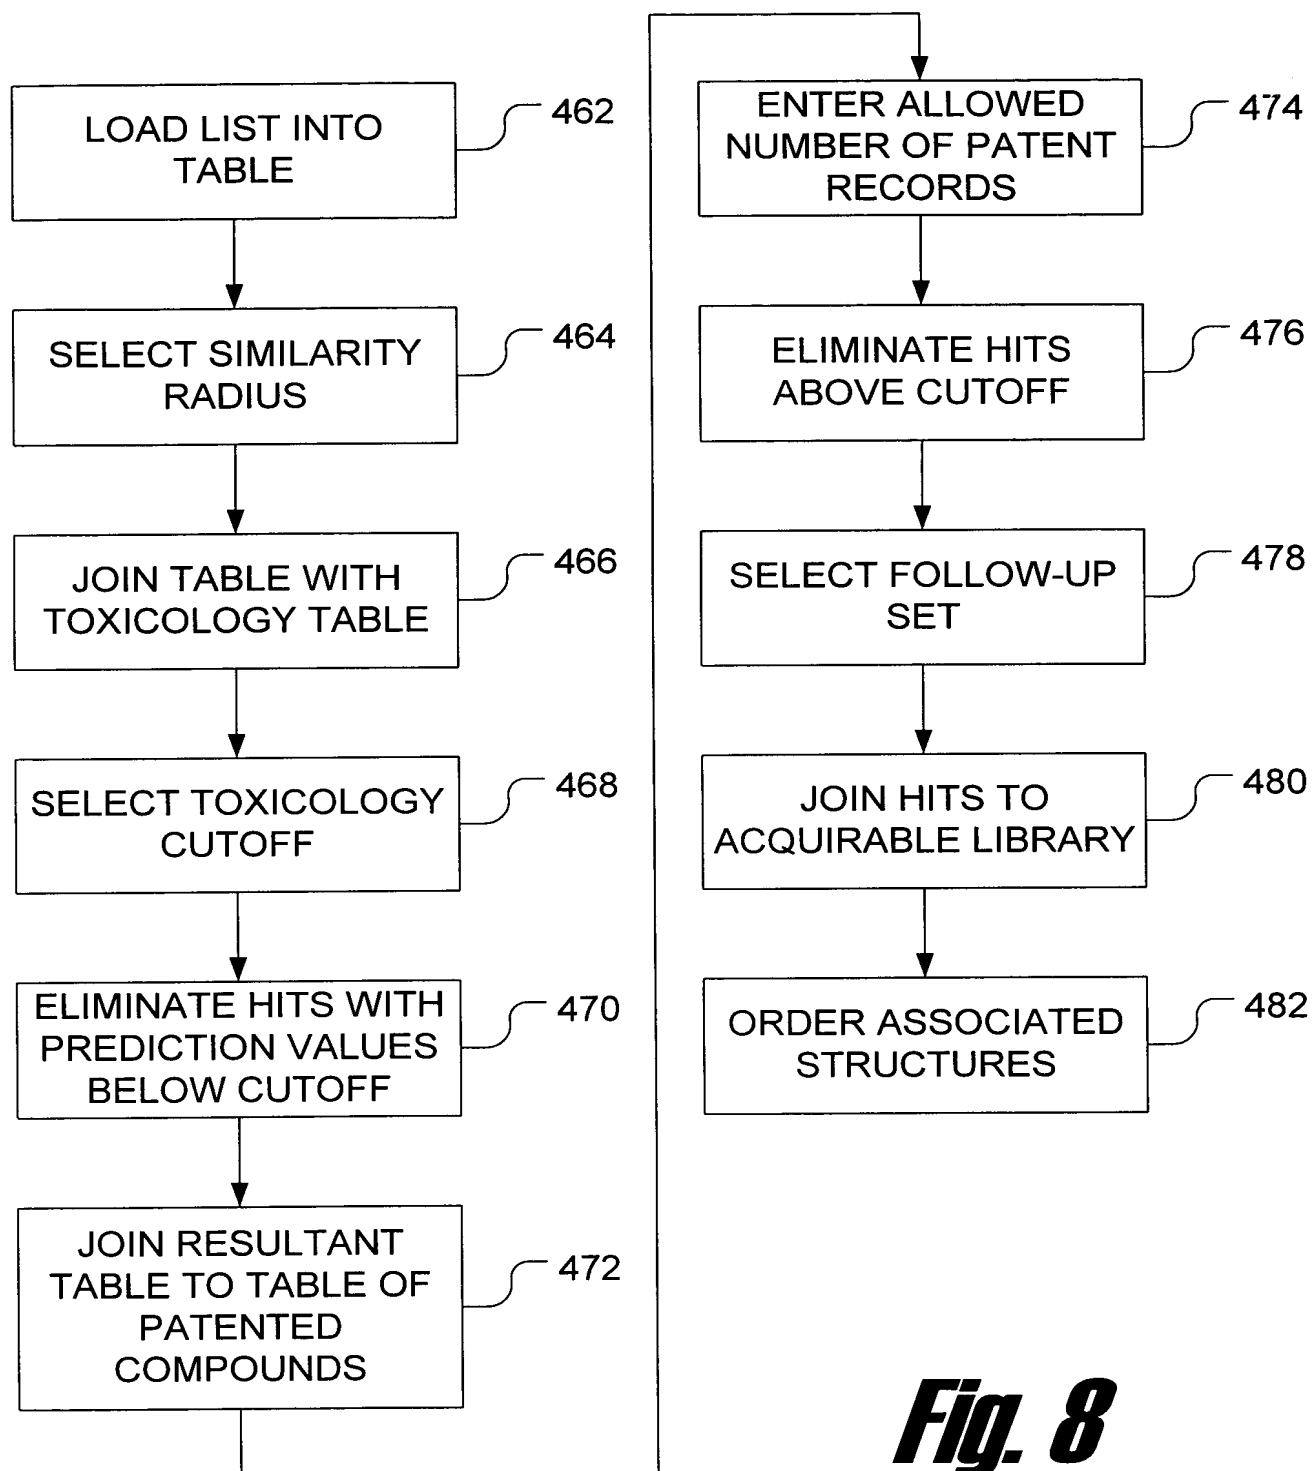 LOAD LIST INTO
TABLE
462
SELECT SIMILARITY
RADIUS
464
JOIN TABLE WITH
TOXICOLOGY TABLE
466
SELECT TOXICOLOGY
CUTOFF
468
ELIMINATE HITS WITH
PREDICTION VALUES
BELOW CUTOFF
470
JOIN RESULTANT
TABLE TO TABLE OF
PATENTED
COMPOUNDS
472
ENTER ALLOWED
NUMBER OF PATENT
RECORDS
474
ELIMINATE HITS
ABOVE CUTOFF
476
SELECT FOLLOW-UP
SET
478
JOIN HITS TO
ACQUIRABLE LIBRARY
480
ORDER ASSOCIATED
STRUCTURES
482
Fig. 8